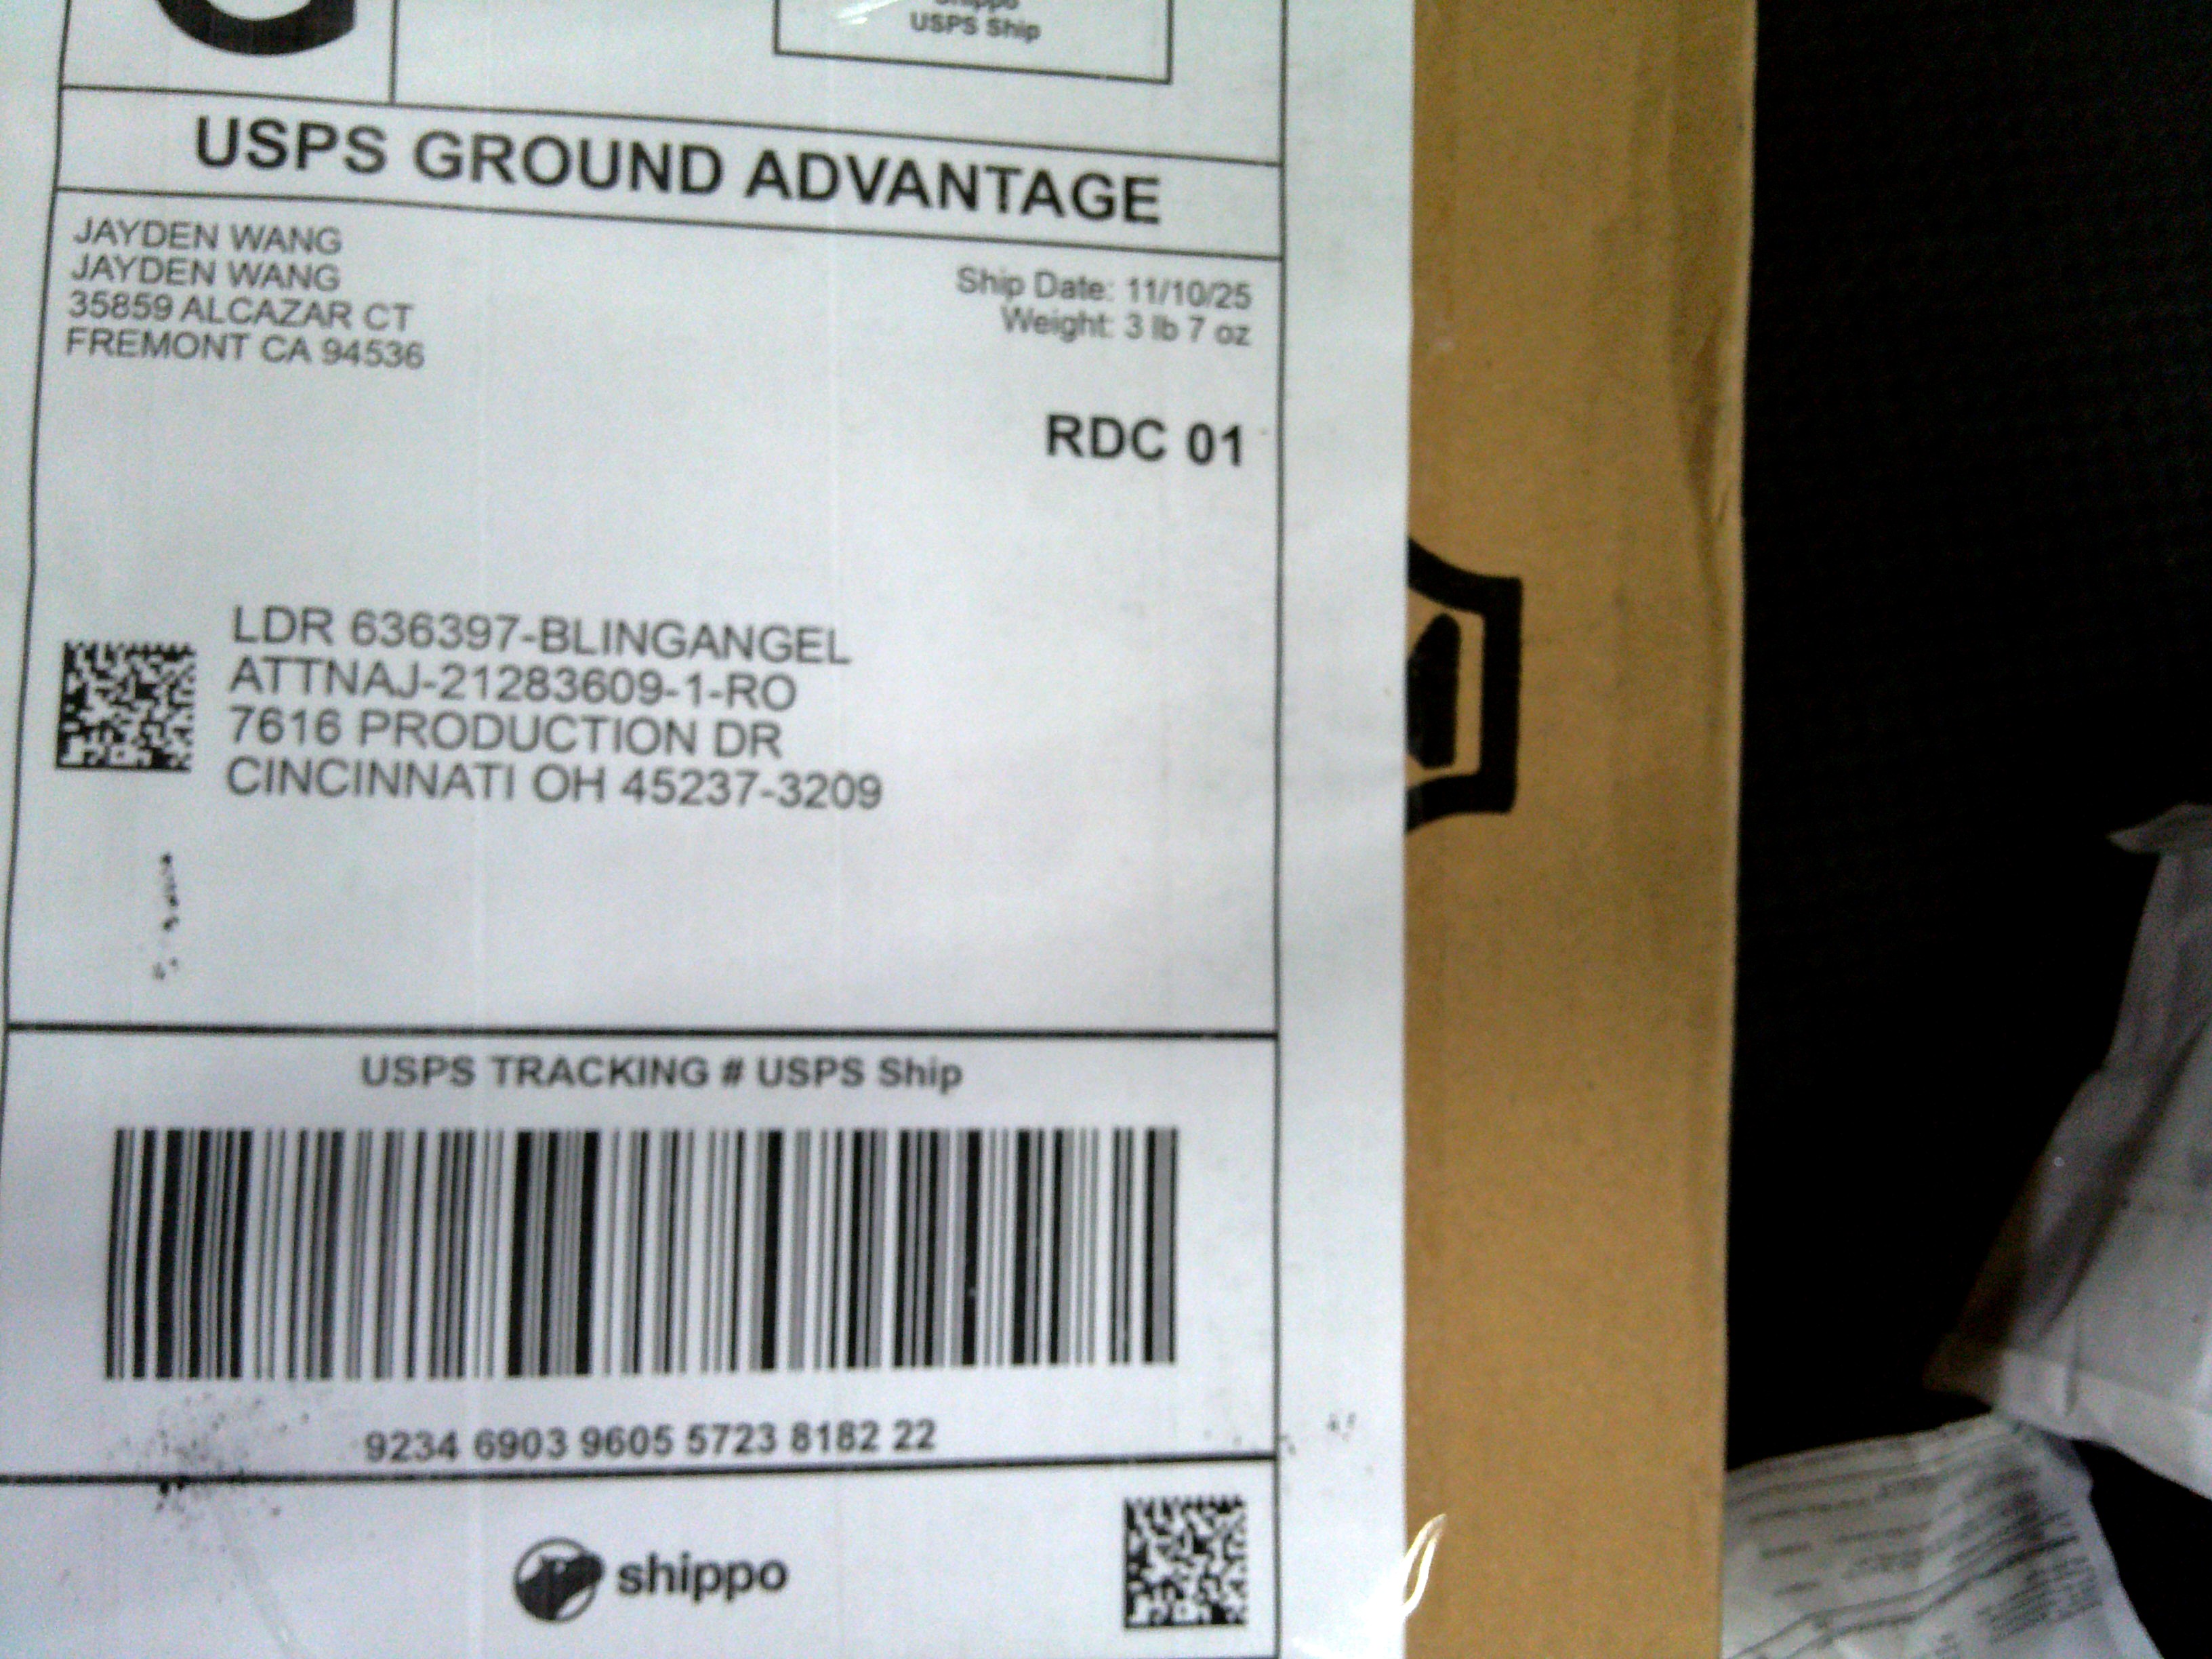 Shippo
USPS Ship
USPS GROUND ADVANTAGE
JAYDEN WANG
JAYDEN WANG
35859 ALCAZAR CT
FREMONT CA 94536
Ship Date: 11/10/25
Weight: 3 lb 7 oz
RDC 01
LDR 636397-BLINGANGEL
ATTNAJ-21283609-1-RO
7616 PRODUCTION DR
CINCINNATI OH 45237-3209
USPS TRACKING # USPS Ship
9234 6903 9605 5723 8182 22
shippo